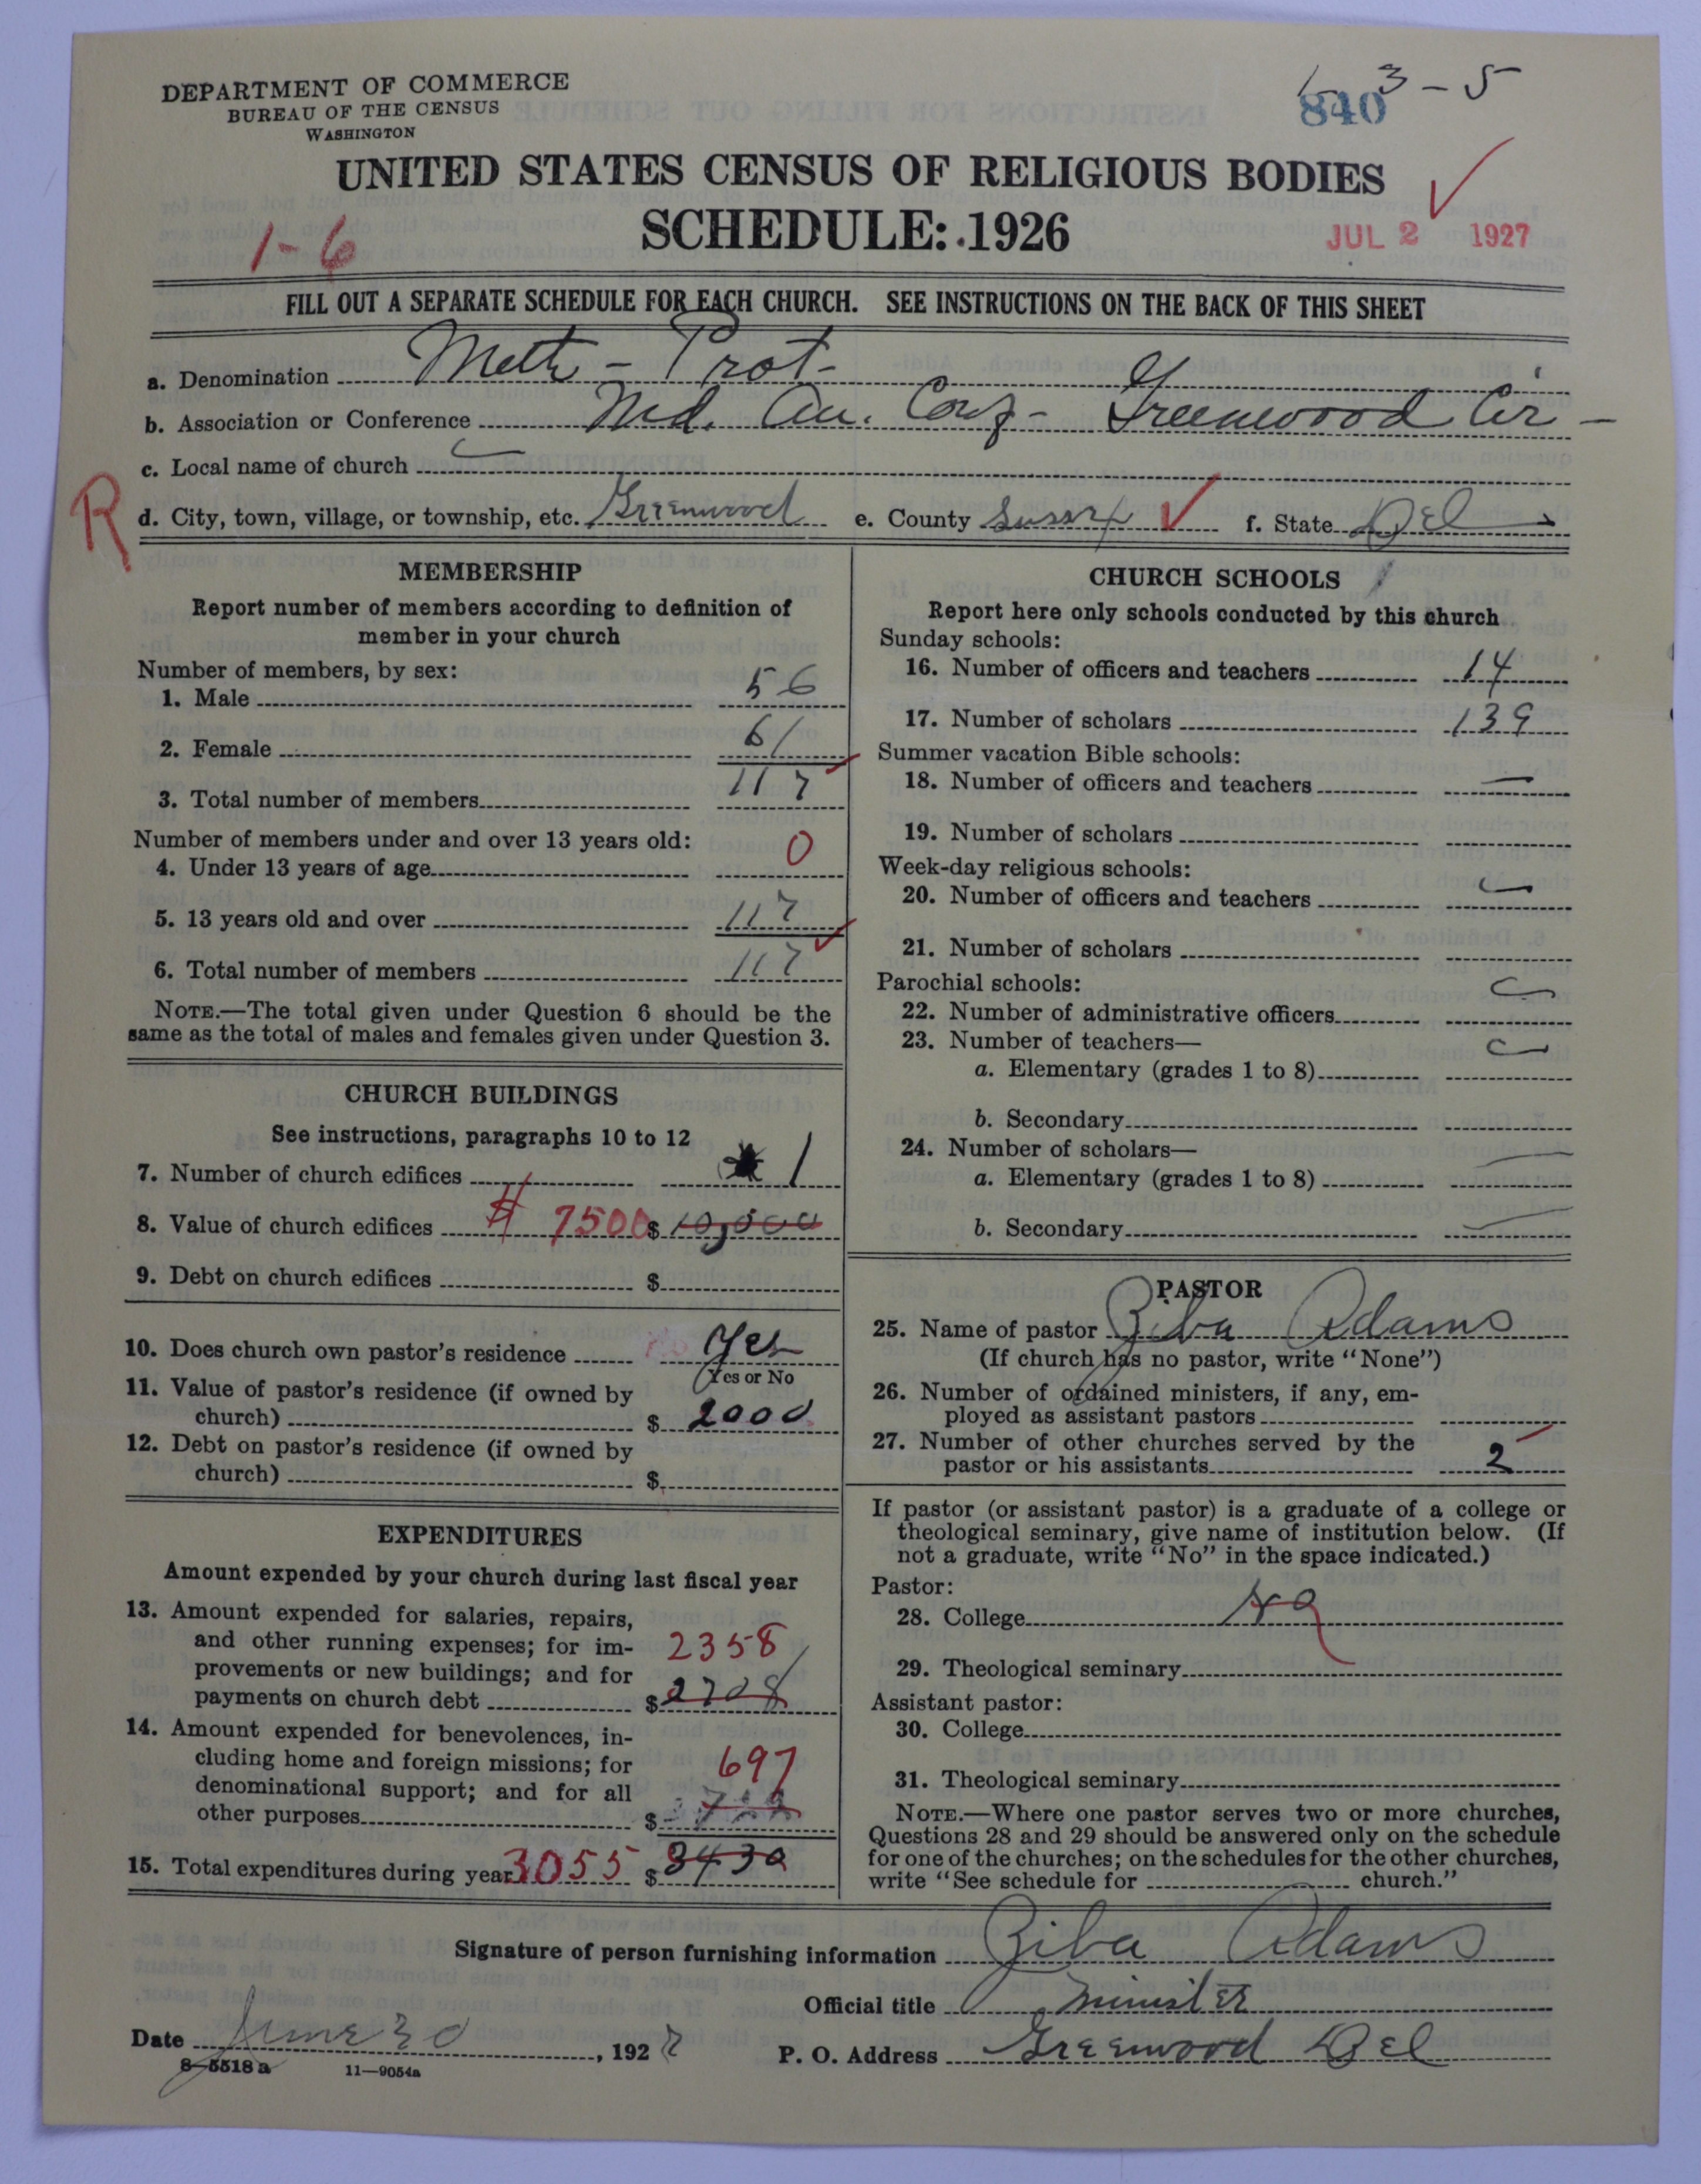 DEPARTMENT OF COMMERCE
BUREAU OF THE CENSUS
WASHINGTON
840
3 - 5
UNITED STATES CENSUS OF RELIGIOUS BODIES
SCHEDULE: 1926
1-6
JUL 2 1927
FILL OUT A SEPARATE SCHEDULE FOR EACH CHURCH. SEE INSTRUCTIONS ON THE BACK OF THIS SHEET
a. Denomination Meth - Prot-
b. Association or Conference Md. An. Conf - Greenwood Cir -
c. Local name of church
R
d. City, town, village, or township, etc. Greenwood e. County Sussex f. State Del
MEMBERSHIP
Report number of members according to definition of
member in your church
Number of members, by sex:
1. Male 56
2. Female 61
3. Total number of members 117
Number of members under and over 13 years old:
4. Under 13 years of age 0
5. 13 years old and over 117
6. Total number of members 117
NOTE.—The total given under Question 6 should be the
same as the total of males and females given under Question 3.
CHURCH BUILDINGS
See instructions, paragraphs 10 to 12
7. Number of church edifices 1
8. Value of church edifices $ 7500 $ 10,000
9. Debt on church edifices $
10. Does church own pastor's residence Yes
Yes or No
11. Value of pastor's residence (if owned by
church) $ 2000
12. Debt on pastor's residence (if owned by
church) $
EXPENDITURES
Amount expended by your church during last fiscal year
13. Amount expended for salaries, repairs,
and other running expenses; for im-
provements or new buildings; and for
2358
payments on church debt $ 2708
14. Amount expended for benevolences, in-
cluding home and foreign missions; for
denominational support; and for all
697
other purposes $
15. Total expenditures during year 3055 $ 3430
CHURCH SCHOOLS
Report here only schools conducted by this church
Sunday schools:
16. Number of officers and teachers 14
17. Number of scholars 139
Summer vacation Bible schools:
18. Number of officers and teachers —
19. Number of scholars
Week-day religious schools:
20. Number of officers and teachers
21. Number of scholars
Parochial schools:
22. Number of administrative officers
23. Number of teachers—
a. Elementary (grades 1 to 8)
b. Secondary
24. Number of scholars—
a. Elementary (grades 1 to 8)
b. Secondary
PASTOR
25. Name of pastor Ziba Adams
(If church has no pastor, write "None")
26. Number of ordained ministers, if any, em-
ployed as assistant pastors
27. Number of other churches served by the
pastor or his assistants 2
If pastor (or assistant pastor) is a graduate of a college or
theological seminary, give name of institution below. (If
not a graduate, write "No" in the space indicated.)
Pastor:
28. College No
29. Theological seminary
Assistant pastor:
30. College
31. Theological seminary
NOTE.—Where one pastor serves two or more churches,
Questions 28 and 29 should be answered only on the schedule
for one of the churches; on the schedules for the other churches,
write "See schedule for church."
Signature of person furnishing information Ziba Adams
Official title Minister
Date June 30, 1927
P. O. Address Greenwood Del
8-5518 a 11—9054a